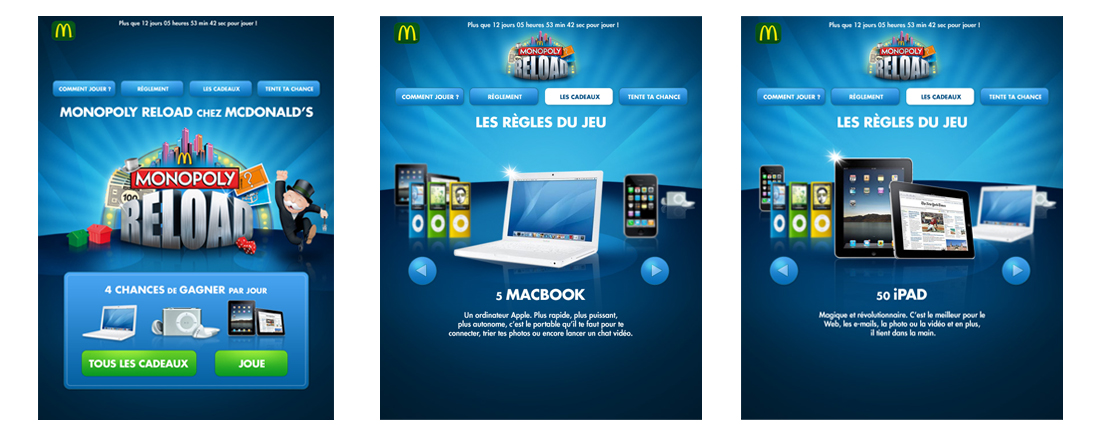 Plus que 12 jours 05 heures 53 min 42 sec pour jouer !
COMMENT JOUER ?
RÈGLEMENT
LES CADEAUX
TENTE TA CHANCE
MONOPOLY RELOAD CHEZ MCDONALD'S
100
?
MONOPOLY
RELOAD
4 CHANCES DE GAGNER PAR JOUR
TOUS LES CADEAUX
JOUE
Plus que 12 jours 05 heures 53 min 42 sec pour jouer !
MONOPOLY
RELOAD
COMMENT JOUER ?
RÈGLEMENT
LES CADEAUX
TENTE TA CHANCE
LES RÈGLES DU JEU
5 MACBOOK
Un ordinateur Apple. Plus rapide, plus puissant,
plus autonome, c'est le portable qu'il te faut pour te
connecter, trier tes photos ou encore lancer un chat vidéo.
Plus que 12 jours 05 heures 53 min 42 sec pour jouer !
MONOPOLY
RELOAD
COMMENT JOUER ?
RÈGLEMENT
LES CADEAUX
TENTE TA CHANCE
LES RÈGLES DU JEU
The New York Times
50 iPAD
Magique et révolutionnaire. C'est le meilleur pour le
Web, les e-mails, la photo ou la vidéo et en plus,
il tient dans la main.